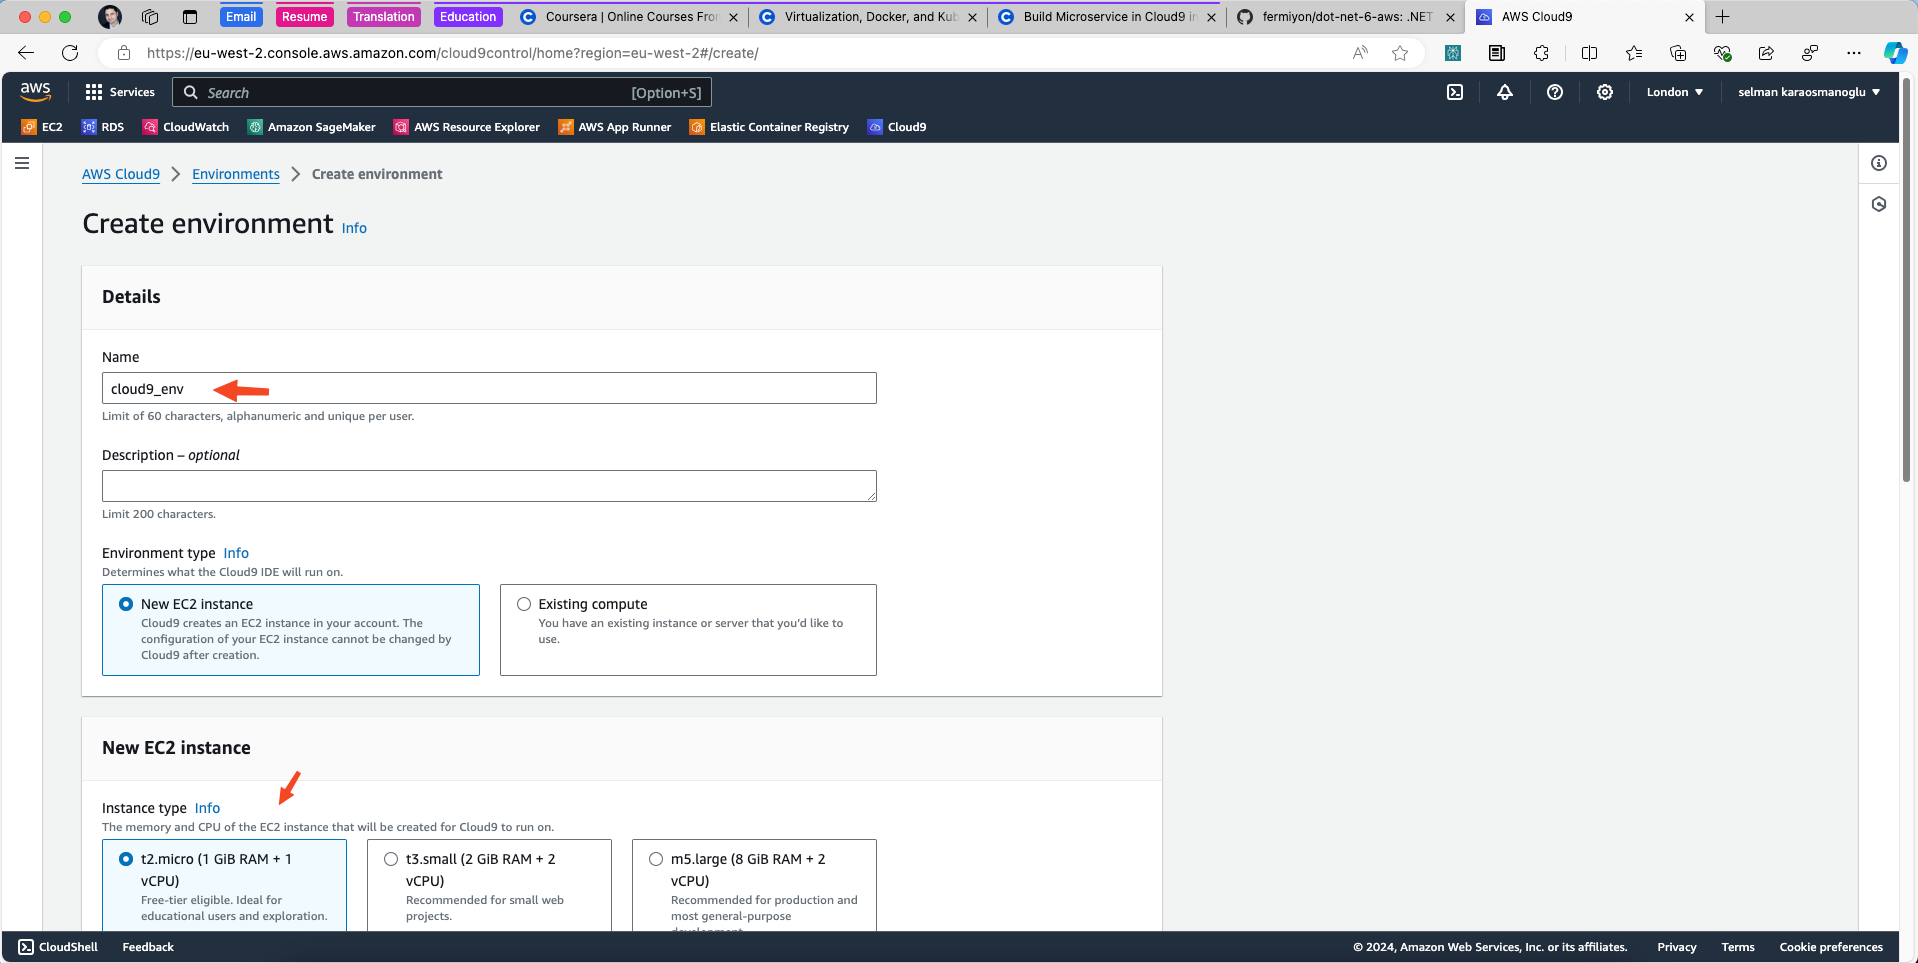 Email
Resume
Translation
Education
Coursera | Online Courses Fro
Virtualization, Docker, and Kub
Build Microservice in Cloud9 in
fermiyon/dot-net-6-aws: .NET
AWS Cloud9
https://eu-west-2.console.aws.amazon.com/cloud9control/home?region=eu-west-2#/create/
aws
Services
Search
[Option+S]
London
selman karaosmanoglu
EC2
RDS
CloudWatch
Amazon SageMaker
AWS Resource Explorer
AWS App Runner
Elastic Container Registry
Cloud9
AWS Cloud9
Environments
Create environment
Create environment Info
Details
Name
cloud9_env
Limit of 60 characters, alphanumeric and unique per user.
Description – optional
Limit 200 characters.
Environment type Info
Determines what the Cloud9 IDE will run on.
New EC2 instance
Cloud9 creates an EC2 instance in your account. The
configuration of your EC2 instance cannot be changed by
Cloud9 after creation.
Existing compute
You have an existing instance or server that you'd like to
use.
New EC2 instance
Instance type Info
The memory and CPU of the EC2 instance that will be created for Cloud9 to run on.
t2.micro (1 GiB RAM + 1
vCPU)
Free-tier eligible. Ideal for
educational users and exploration.
t3.small (2 GiB RAM + 2
vCPU)
Recommended for small web
projects.
m5.large (8 GiB RAM + 2
vCPU)
Recommended for production and
most general-purpose
development.
CloudShell
Feedback
© 2024, Amazon Web Services, Inc. or its affiliates.
Privacy
Terms
Cookie preferences